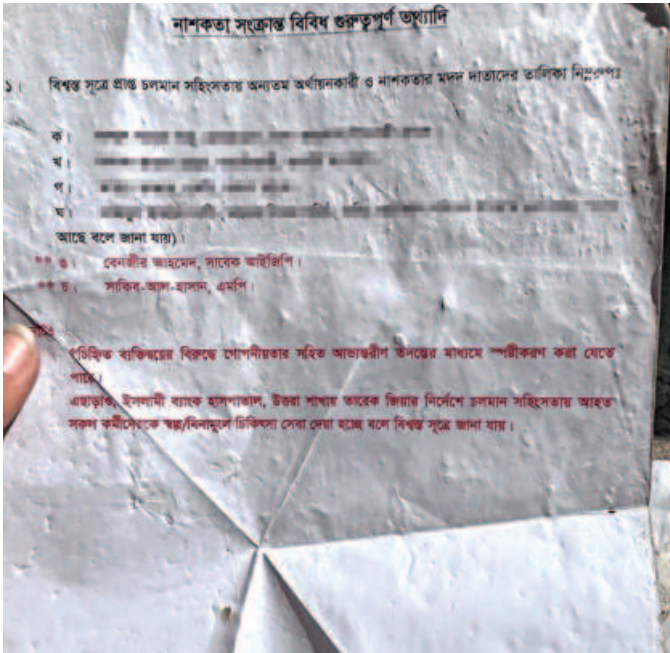 নাশকতা সংক্রান্ত বিবিধ গুরুত্বপূর্ণ তথ্যাদি
১। বিশ্বস্ত সূত্রে প্রাপ্ত চলমান সহিংসতায় অন্যতম অর্থায়নকারী ও নাশকতার মদদ দাতাদের তালিকা নিম্নরুপঃ
ক।
খ।
গ।
ঘ।
আছে বলে জানা যায়)।
** ঙ। বেনজীর আহমেদ, সাবেক আইজিপি।
** চ। সাকিব-আল-হাসান, এমপি।
*চিহ্নিত ব্যক্তিদ্বয়ের বিরুদ্ধে গোপনীয়তার সহিত আভ্যন্তরীণ তদন্তের মাধ্যমে স্পষ্টীকরণ করা যেতে
পারে।
এছাড়াও, ইসলামী ব্যাংক হাসপাতাল, উত্তরা শাখায় তারেক জিয়ার নির্দেশে চলমান সহিংসতায় আহত
সকল কর্মীদেরকে স্বল্প/বিনামূলে চিকিৎসা সেবা দেয়া হচ্ছে বলে বিশ্বস্ত সূত্রে জানা যায়।